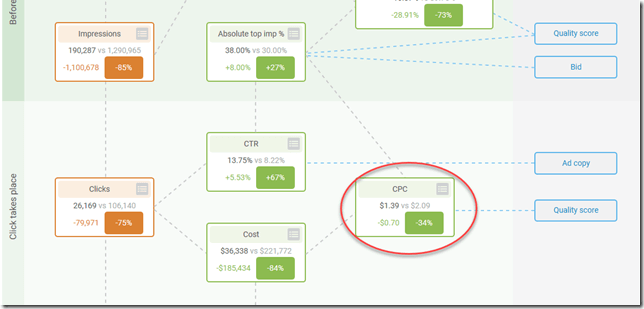 Before
-28.91% -73%
Impressions
190,287 vs 1,290,965
-1,100,678 -85%
Absolute top imp %
38.00% vs 30.00%
+8.00% +27%
Quality score
Bid
Click takes place
CTR
13.75% vs 8.22%
+5.53% +67%
Ad copy
Clicks
26,169 vs 106,140
-79,971 -75%
CPC
$1.39 vs $2.09
-$0.70 -34%
Quality score
Cost
$36,338 vs $221,772
-$185,434 -84%